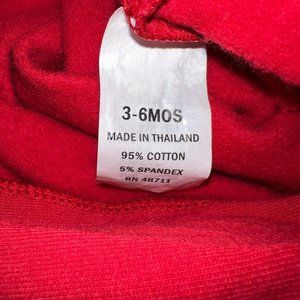 3-6MOS
MADE IN THAILAND
95% COTTON
5% SPANDEX
RN 48711